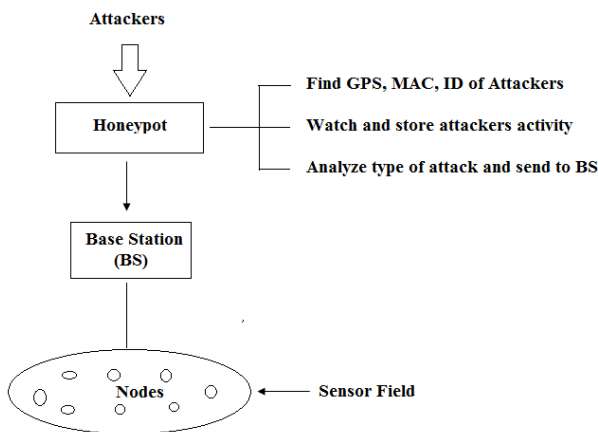 Attackers
Honeypot
Find GPS, MAC, ID of Attackers
Watch and store attackers activity
Analyze type of attack and send to BS
Base Station
(BS)
Nodes
Sensor Field